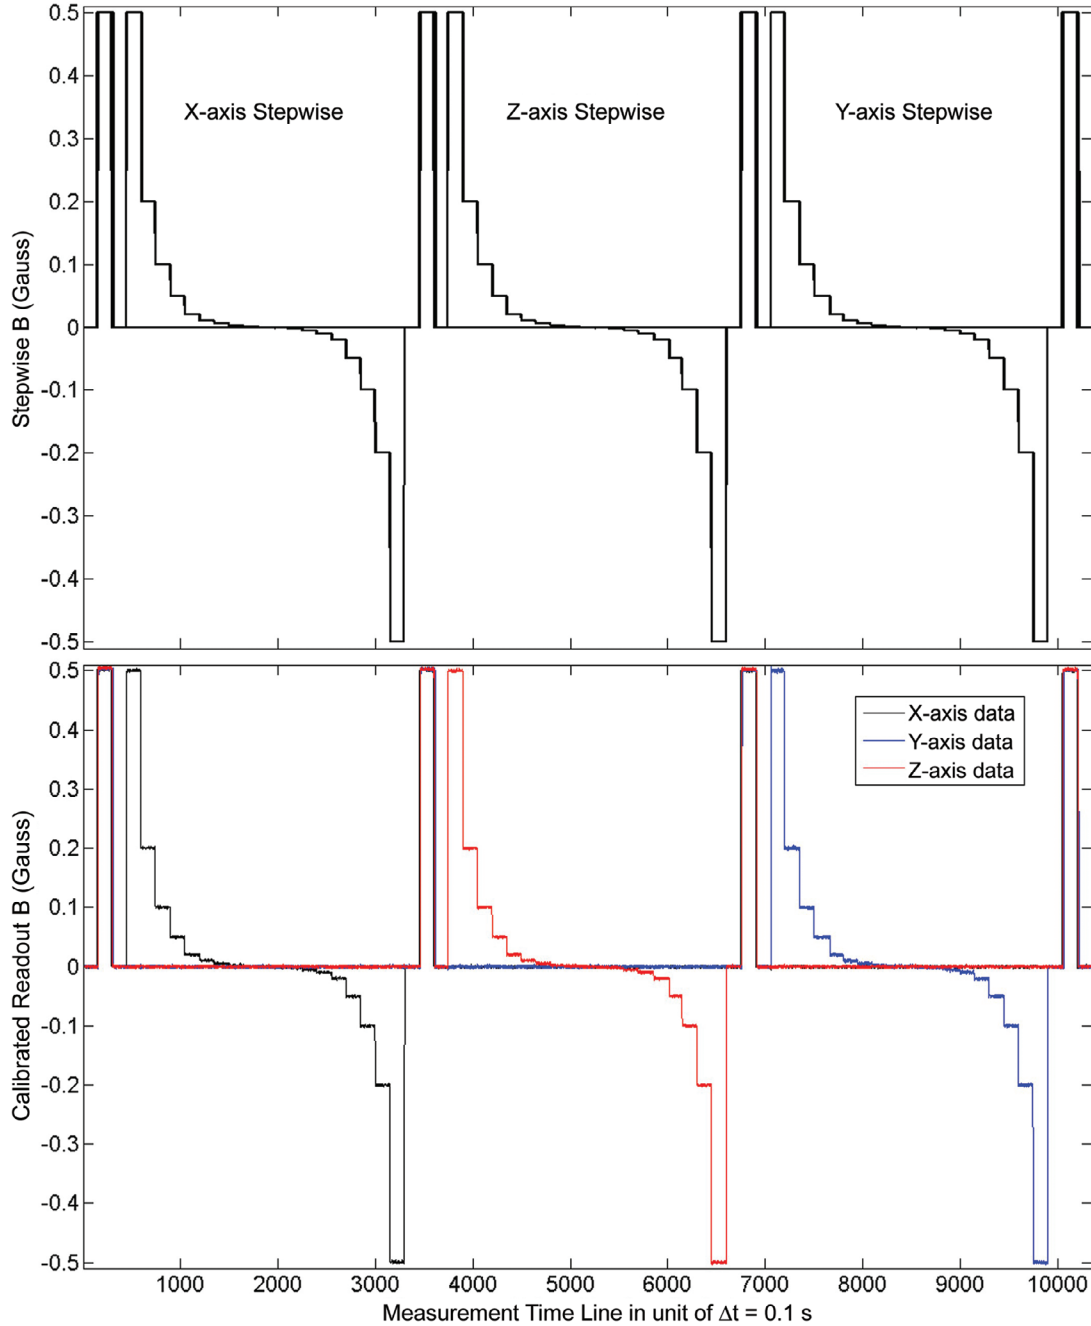 0.5
0.4
0.3
0.2
0.1
0
-0.1
-0.2
-0.3
-0.4
-0.5
Stepwise B (Gauss)
X-axis Stepwise
Z-axis Stepwise
Y-axis Stepwise
0.5
0.4
0.3
0.2
0.1
0
-0.1
-0.2
-0.3
-0.4
-0.5
Calibrated Readout B (Gauss)
X-axis data
Y-axis data
Z-axis data
1000 2000 3000 4000 5000 6000 7000 8000 9000 10000
Measurement Time Line in unit of Δt = 0.1 s